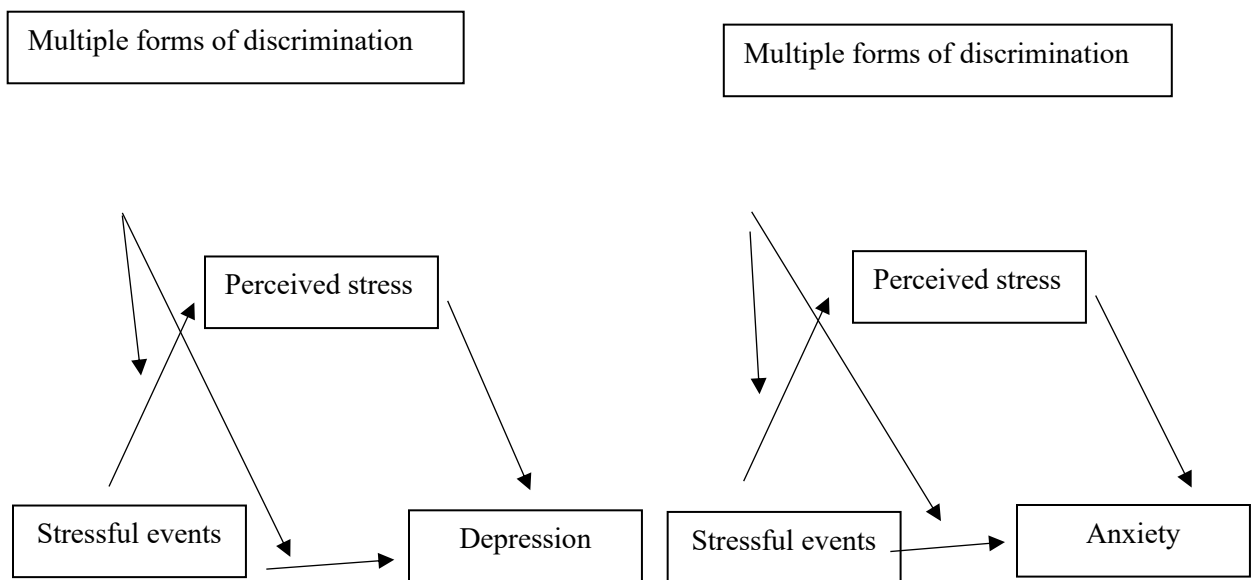 Multiple forms of discrimination
Multiple forms of discrimination
Perceived stress
Perceived stress
Stressful events
Depression
Stressful events
Anxiety